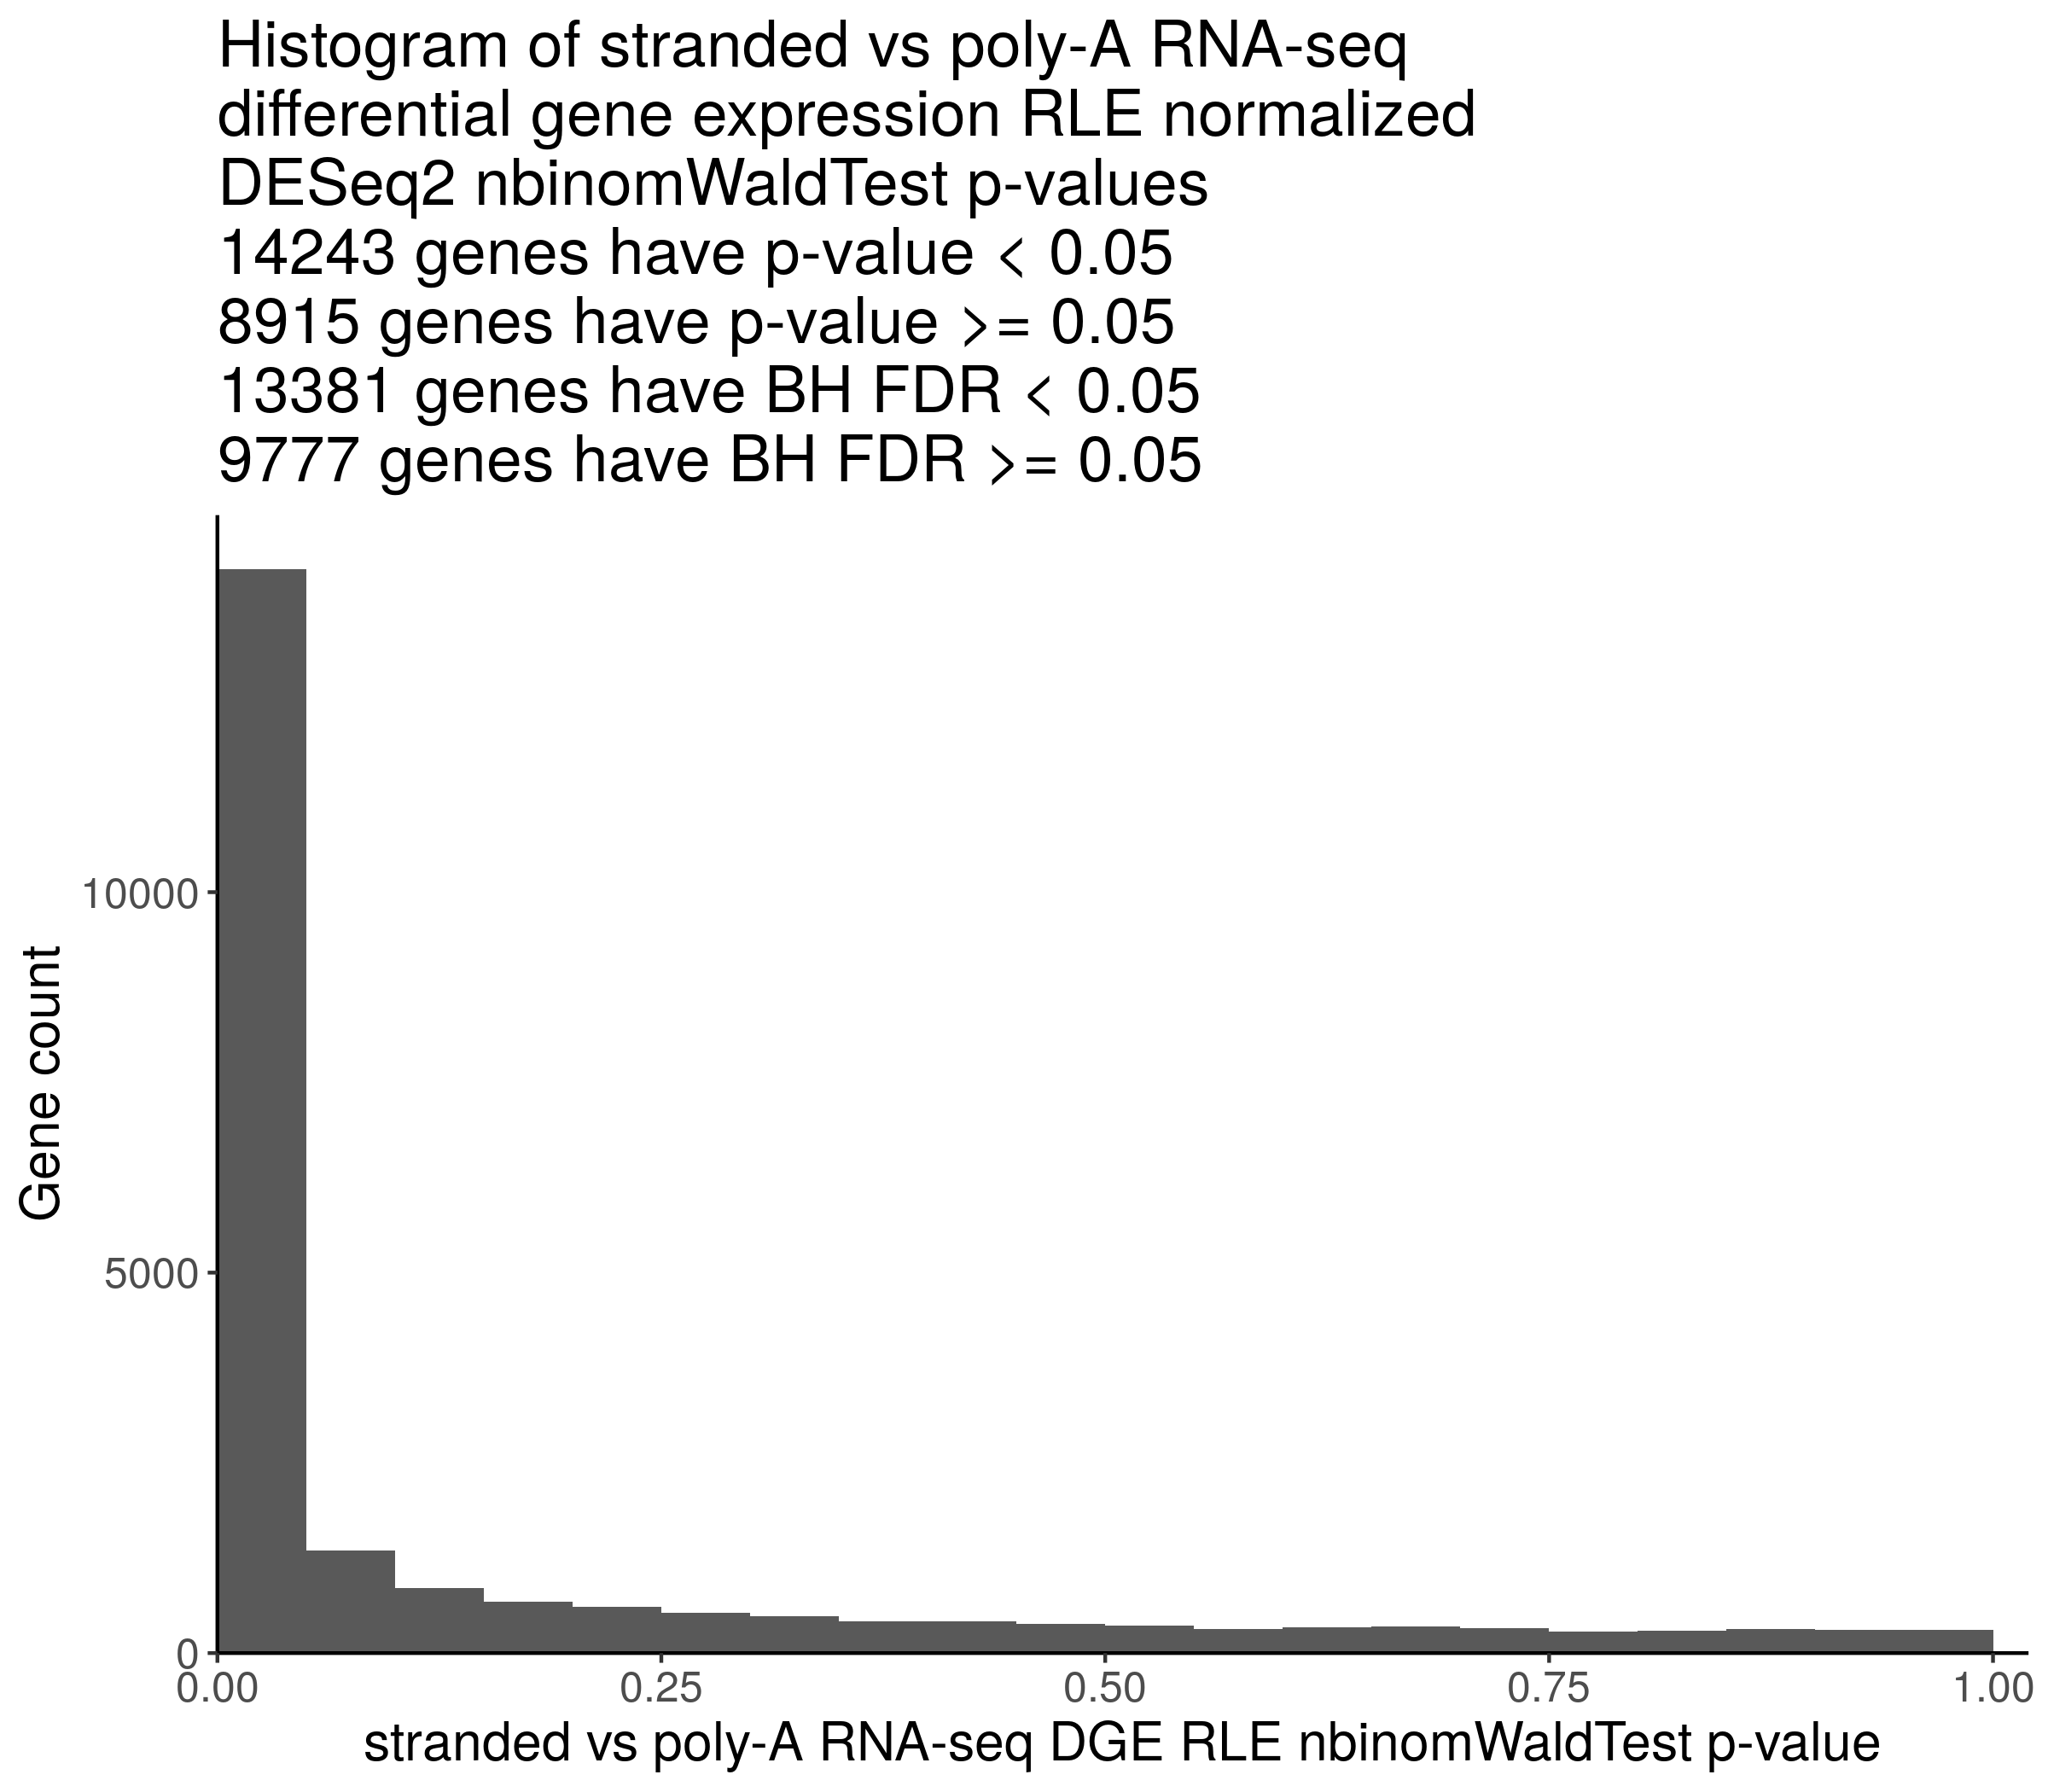 Histogram of stranded vs poly-A RNA-seq
differential gene expression RLE normalized
DESeq2 nbinomWaldTest p-values
14243 genes have p-value < 0.05
8915 genes have p-value >= 0.05
13381 genes have BH FDR < 0.05
9777 genes have BH FDR >= 0.05
Gene count
10000
5000
0
0.00
0.25
0.50
0.75
1.00
stranded vs poly-A RNA-seq DGE RLE nbinomWaldTest p-value